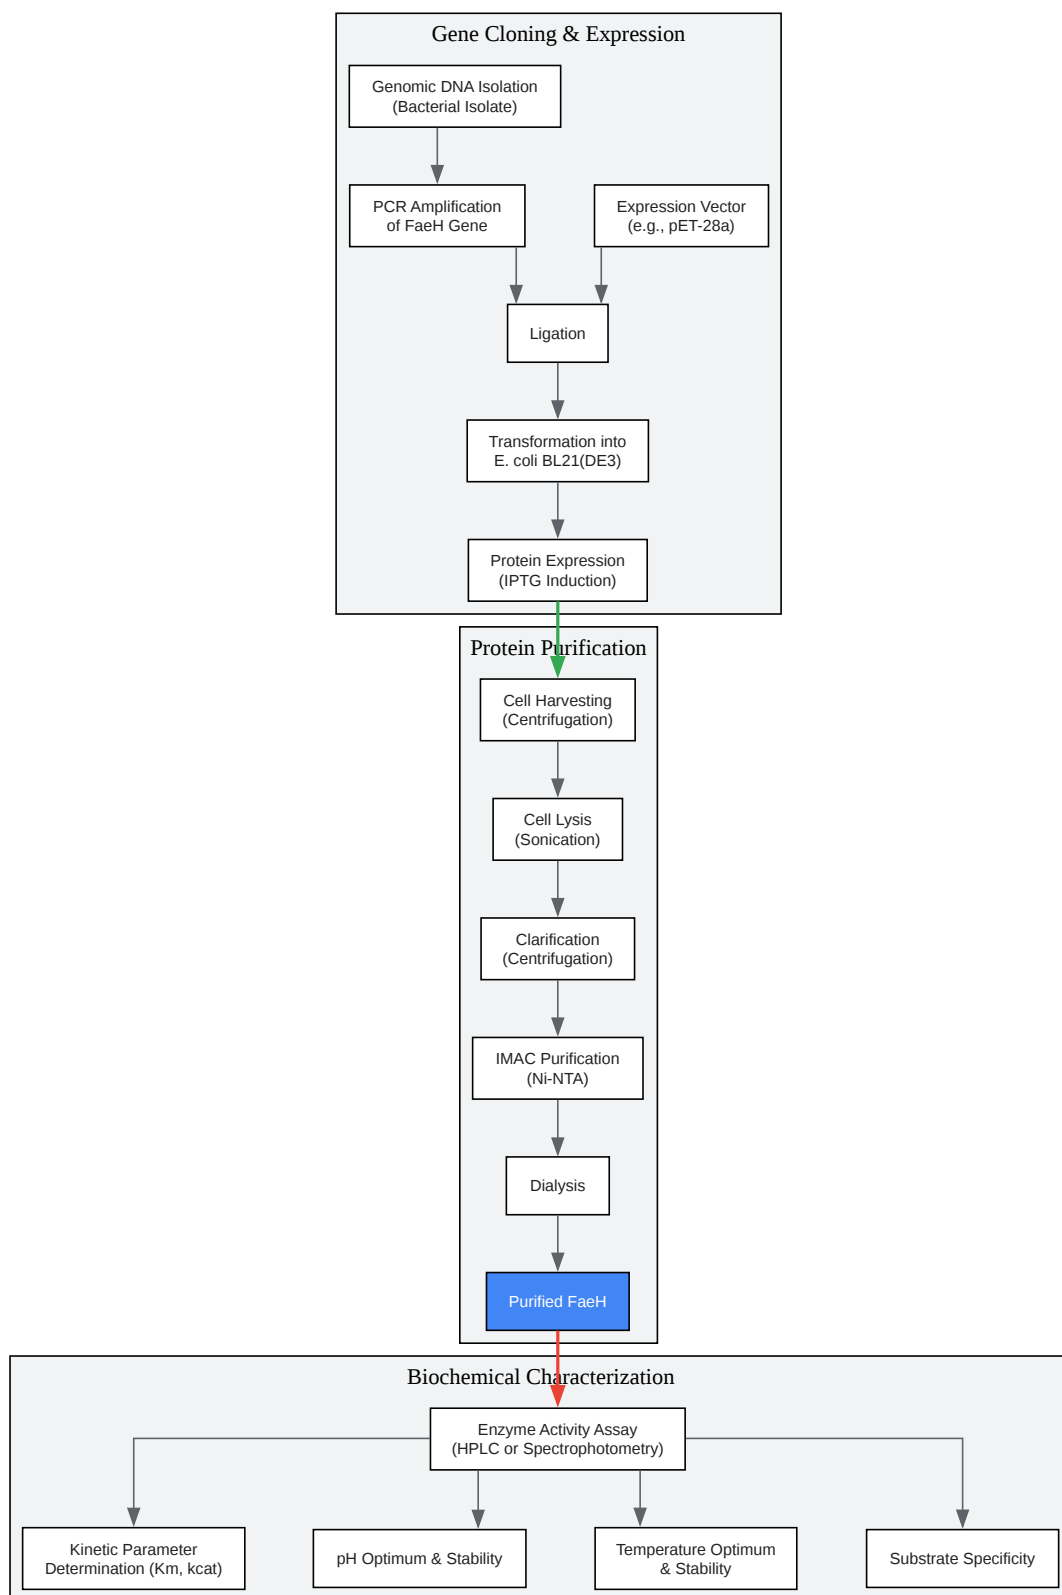 Gene Cloning & Expression
Genomic DNA Isolation
(Bacterial Isolate)
PCR Amplification
of FaeH Gene
Expression Vector
(e.g., pET-28a)
Ligation
Transformation into
E. coli BL21(DE3)
Protein Expression
(IPTG Induction)
Protein Purification
Cell Harvesting
(Centrifugation)
Cell Lysis
(Sonication)
Clarification
(Centrifugation)
IMAC Purification
(Ni-NTA)
Dialysis
Purified FaeH
Biochemical Characterization
Enzyme Activity Assay
(HPLC or Spectrophotometry)
Kinetic Parameter
Determination (Km, kcat)
pH Optimum & Stability
Temperature Optimum
& Stability
Substrate Specificity